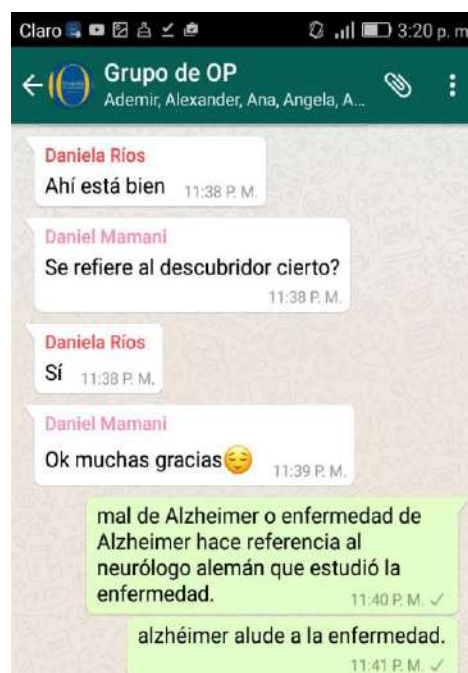 Claro 3:20 p. m
Grupo de OP
Ademir, Alexander, Ana, Angela, A...
Daniela Ríos
Ahí está bien 11:38 P. M.
Daniel Mamani
Se refiere al descubridor cierto?
11:38 P. M.
Daniela Ríos
Sí 11:38 P. M.
Daniel Mamani
Ok muchas gracias😌 11:39 P. M.
mal de Alzheimer o enfermedad de
Alzheimer hace referencia al
neurólogo alemán que estudió la
enfermedad. 11:40 P. M. ✓
alzhéimer alude a la enfermedad.
11:41 P. M. ✓